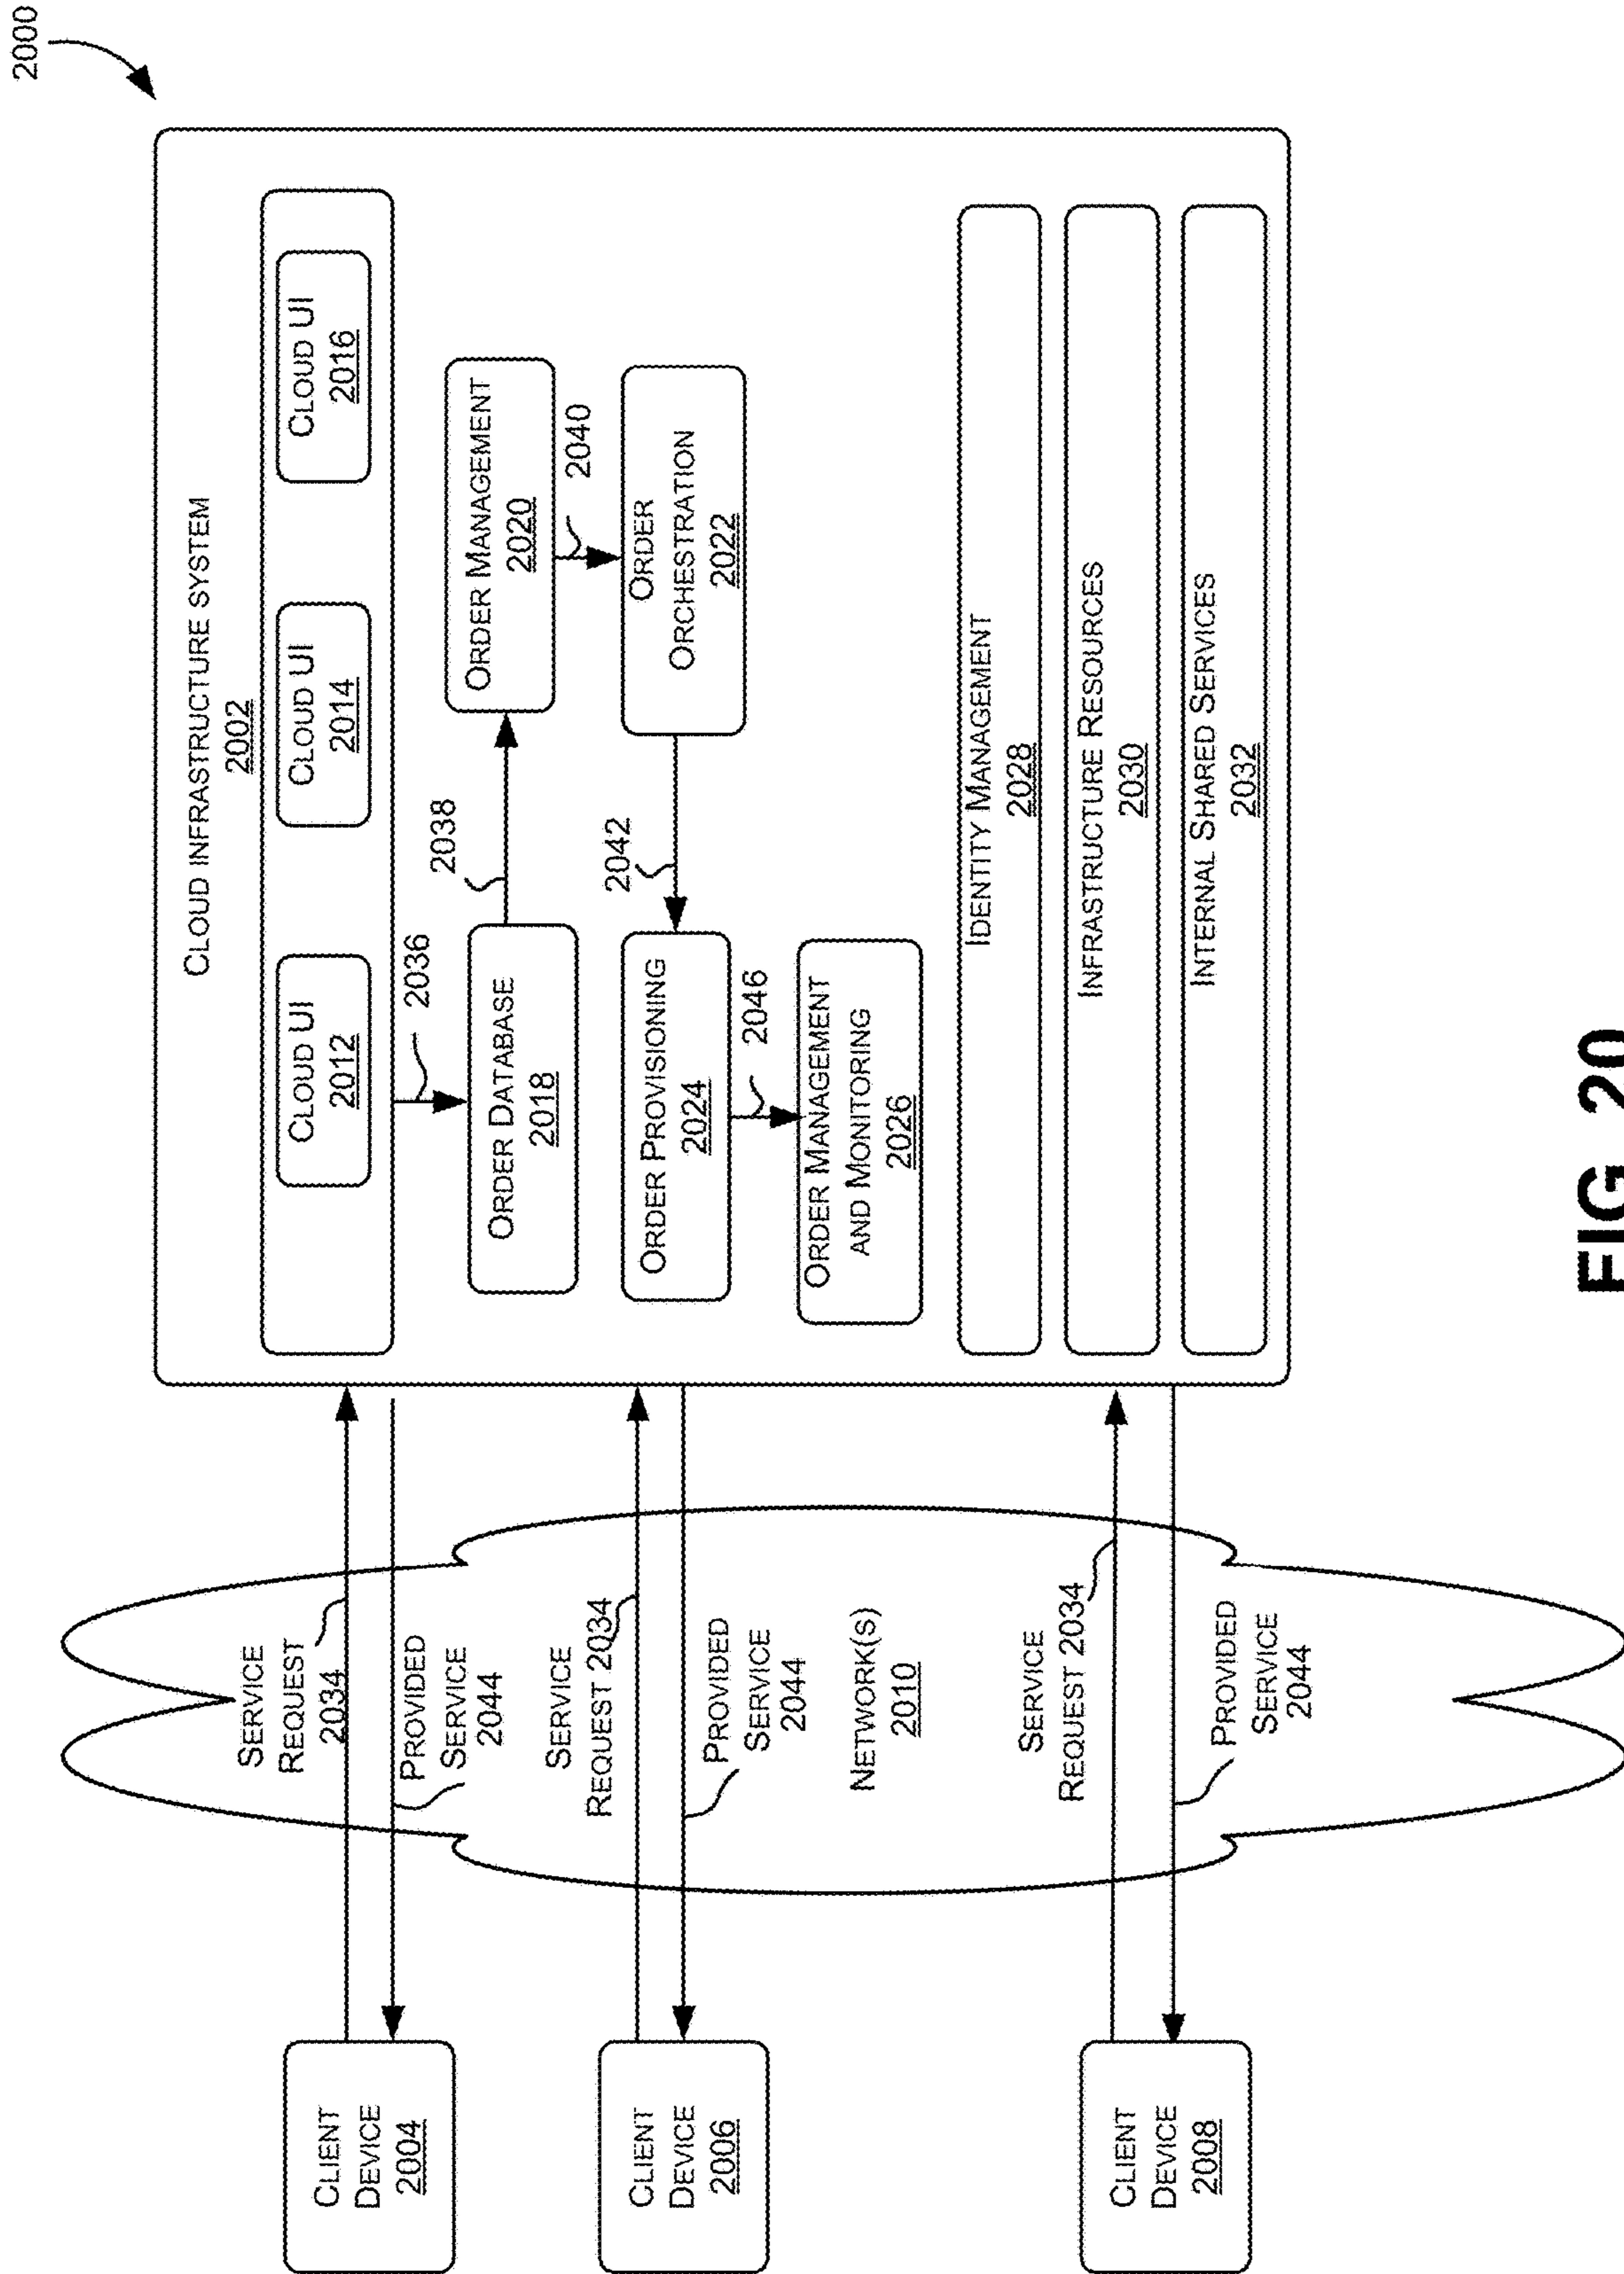 2000
CLOUD INFRASTRUCTURE SYSTEM
2002
CLOUD UI
2012
CLOUD UI
2014
CLOUD UI
2016
2036
2038
ORDER DATABASE
2018
ORDER MANAGEMENT
2020
2040
2042
ORDER PROVISIONING
2024
ORDER
ORCHESTRATION
2022
2046
ORDER MANAGEMENT
AND MONITORING
2026
IDENTITY MANAGEMENT
2028
INFRASTRUCTURE RESOURCES
2030
INTERNAL SHARED SERVICES
2032
CLIENT
DEVICE
2004
SERVICE
REQUEST
2034
PROVIDED
SERVICE
2044
CLIENT
DEVICE
2006
SERVICE
REQUEST 2034
PROVIDED
SERVICE
2044
NETWORK(S)
2010
CLIENT
DEVICE
2008
SERVICE
REQUEST 2034
PROVIDED
SERVICE
2044
FIG. 20